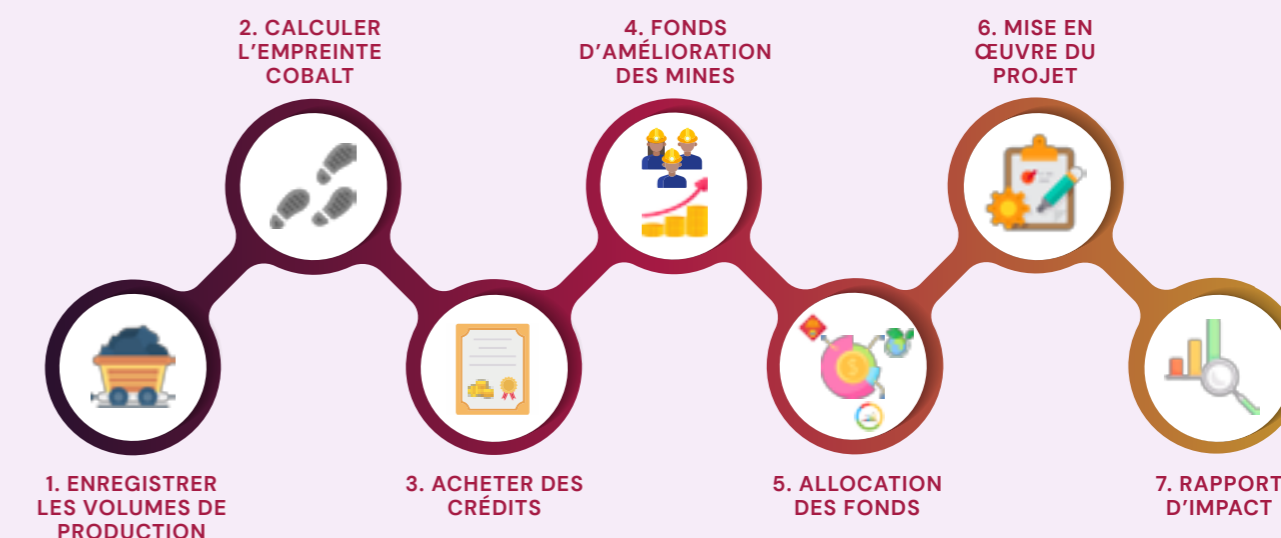 1. ENREGISTRER
LES VOLUMES DE
PRODUCTION
2. CALCULER
L’EMPREINTE
COBALT
3. ACHETER DES
CRÉDITS
4. FONDS
D’AMÉLIORATION
DES MINES
5. ALLOCATION
DES FONDS
6. MISE EN
ŒUVRE DU
PROJET
7. RAPPORT
D’IMPACT